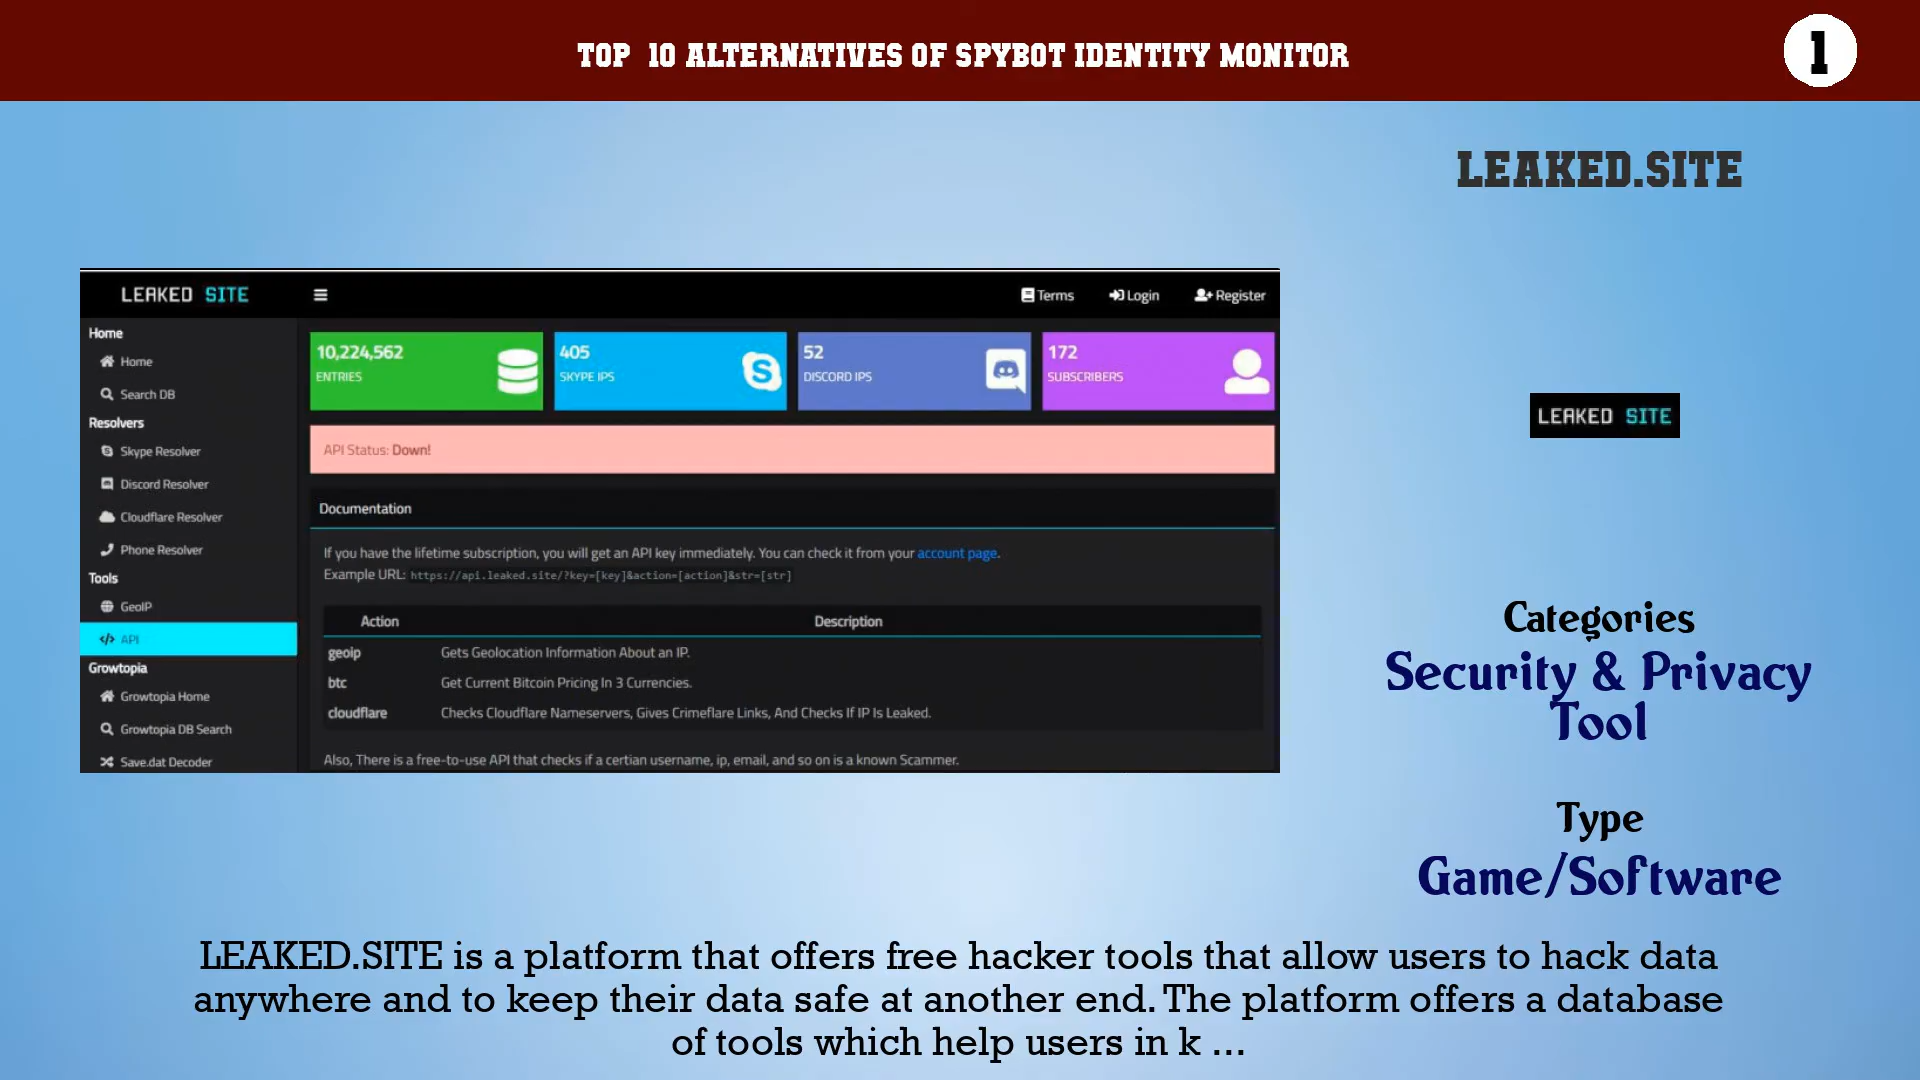 TOP 10 ALTERNATIVES OF SPYBOT IDENTITY MONITOR
1
LEAKED.SITE
LEAKED SITE
Terms
Login
Register
Home
Home
Search DB
Resolvers
Skype Resolver
Discord Resolver
Cloudflare Resolver
Phone Resolver
Tools
GeoIP
API
Growtopia
Growtopia Home
Growtopia DB Search
Save.dat Decoder
10,224,562
ENTRIES
405
SKYPE IPS
52
DISCORD IPS
172
SUBSCRIBERS
API Status: Down!
Documentation
If you have the lifetime subscription, you will get an API key immediately. You can check it from your account page.
Example URL: https://api.leaked.site/?key=[key]&action=[action]&str=[str]
Action Description
geoip Gets Geolocation Information About an IP.
btc Get Current Bitcoin Pricing In 3 Currencies.
cloudflare Checks Cloudflare Nameservers, Gives Crimeflare Links, And Checks If IP Is Leaked.
Also, There is a free-to-use API that checks if a certian username, ip, email, and so on is a known Scammer.
LEAKED SITE
Categories
Security & Privacy
Tool
Type
Game/Software
LEAKED.SITE is a platform that offers free hacker tools that allow users to hack data
anywhere and to keep their data safe at another end. The platform offers a database
of tools which help users in k ...